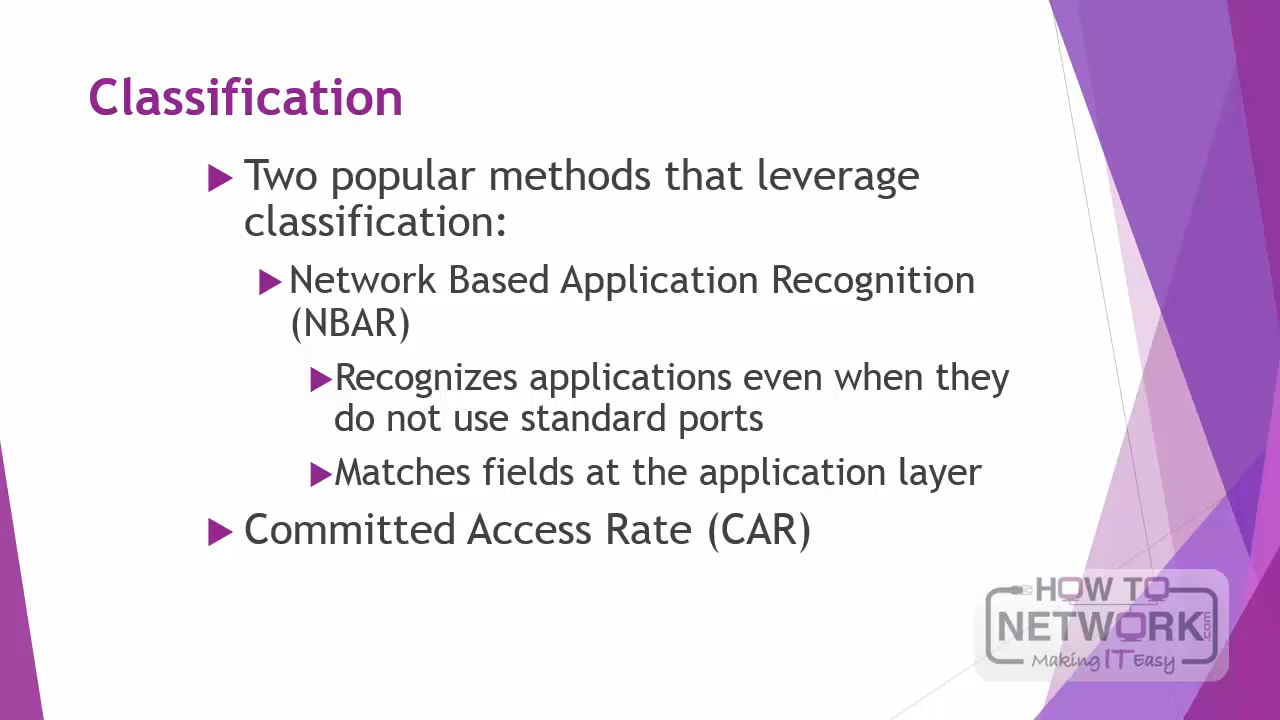 Classification
Two popular methods that leverage
classification:
Network Based Application Recognition
(NBAR)
Recognizes applications even when they
do not use standard ports
Matches fields at the application layer
Committed Access Rate (CAR)
HOW TO
NETWORK.com
Making IT Easy